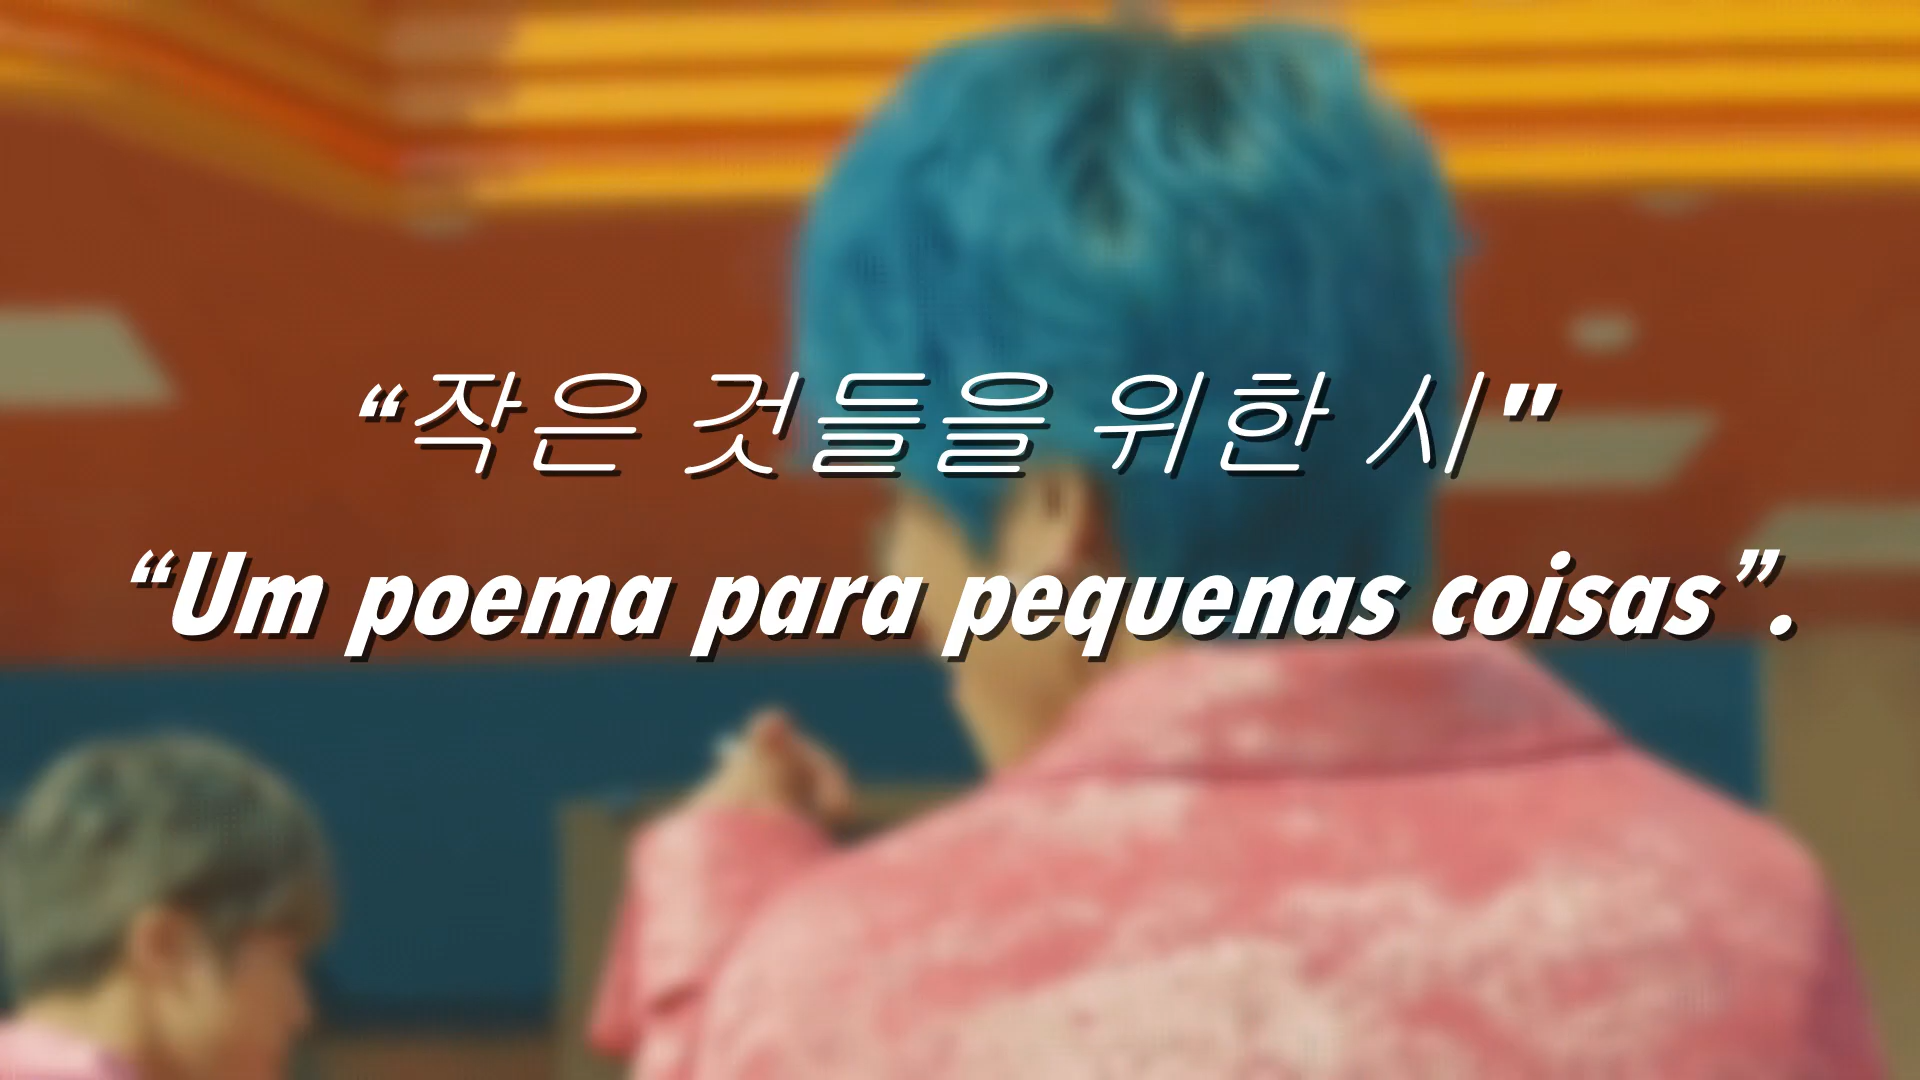 “작은 것들을 위한 시"
“Um poema para pequenas coisas”.